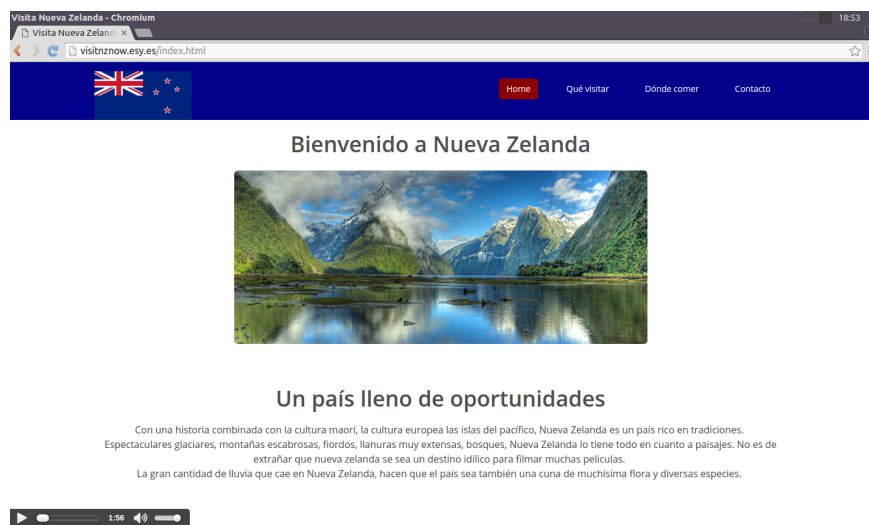 Visita Nueva Zelanda - Chromium
18:53
Visita Nueva Zeland
visitnznow.esy.es/index.html
Home Qué visitar Dónde comer Contacto
Bienvenido a Nueva Zelanda
Un país lleno de oportunidades
Con una historia combinada con la cultura maorí, la cultura europea las islas del pacífico, Nueva Zelanda es un país rico en tradiciones.
Espectaculares glaciares, montañas escabrosas, fiordos, llanuras muy extensas, bosques, Nueva Zelanda lo tiene todo en cuanto a paisajes. No es de
extrañar que nueva zelanda se sea un destino idílico para filmar muchas peliculas.
La gran cantidad de lluvia que cae en Nueva Zelanda, hacen que el país sea también una cuna de muchísima flora y diversas especies.
1:56